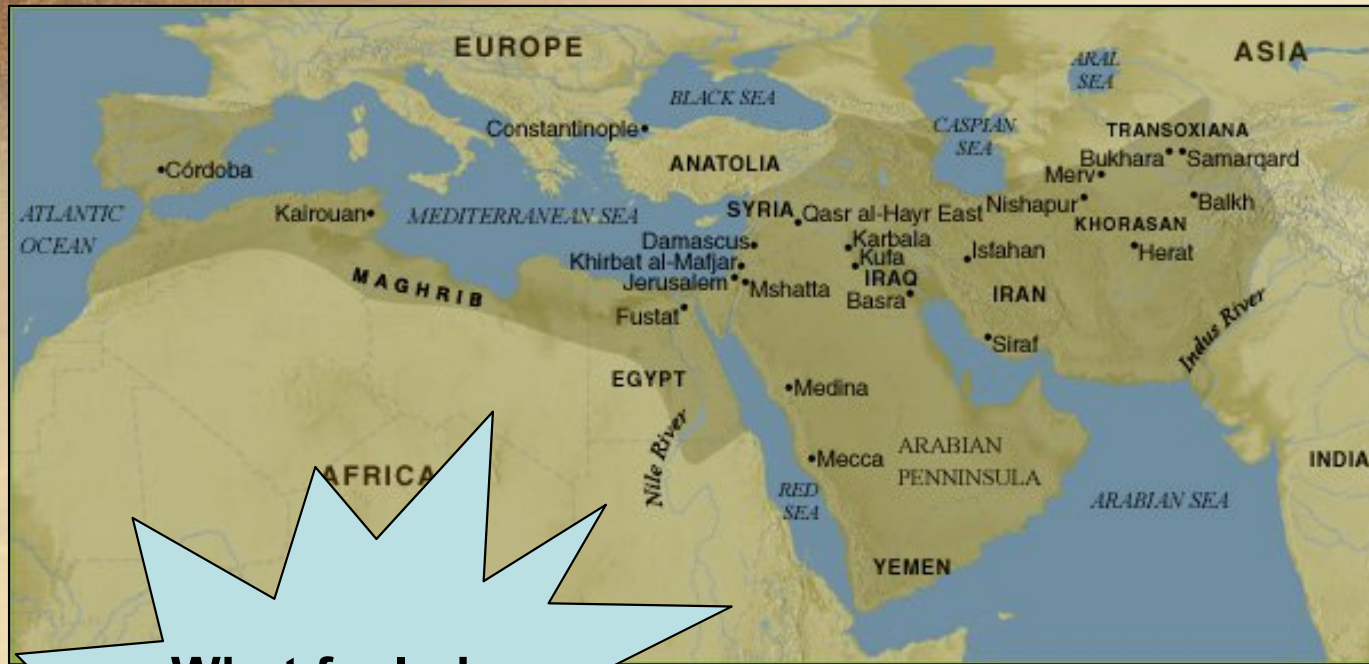 EUROPE
ASIA
ARAL
SEA
BLACK SEA
Constantinople
CASPIAN
SEA
TRANSOXIANA
Bukhara
Samarqard
ANATOLIA
Merv
Córdoba
Balkh
Nishapur
ATLANTIC
OCEAN
Kairouan
MEDITERRANEAN SEA
SYRIA
Qasr al-Hayr East
KHORASAN
Damascus
Karbala
Isfahan
Herat
Khirbat al-Mafjar
Kufa
IRAQ
Jerusalem
Mshatta
Basra
IRAN
MAGHRIB
Fustat
Siraf
Indus River
EGYPT
Medina
Nile River
Mecca
ARABIAN
PENNINSULA
AFRICA
RED
SEA
ARABIAN SEA
INDIA
YEMEN